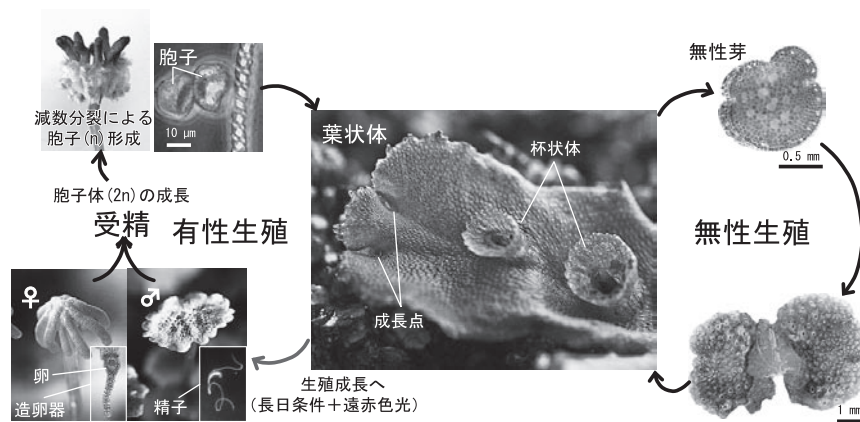 胞子
10 μm
減数分裂による
胞子(n)形成
胞子体(2n)の成長
受精
有性生殖
♀
♂
卵
造卵器
精子
生殖成長へ
(長日条件+遠赤色光)
葉状体
杯状体
成長点
無性芽
0.5 mm
無性生殖
1 mm